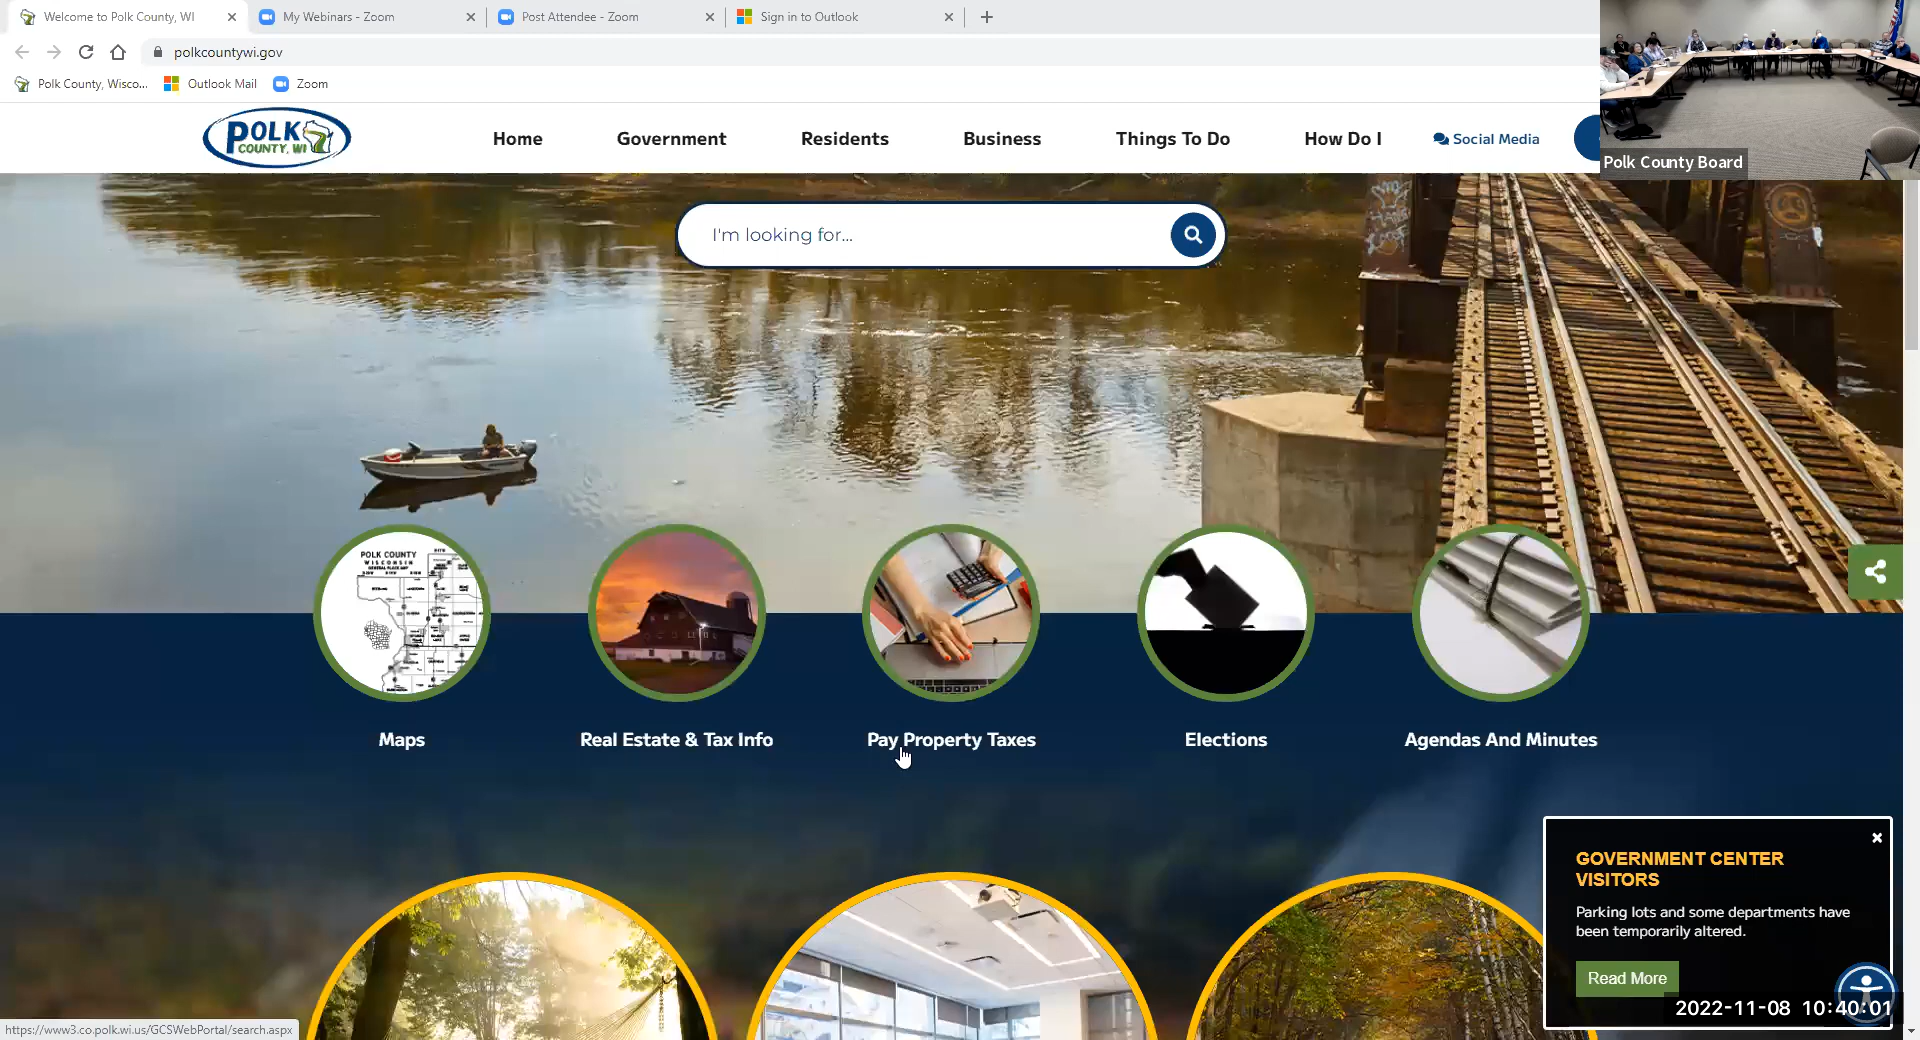 Welcome to Polk County, WI
My Webinars - Zoom
Post Attendee - Zoom
Sign in to Outlook
polkcountywi.gov
Polk County, Wisco...
Outlook Mail
Zoom
POLK
COUNTY, WI
Home
Government
Residents
Business
Things To Do
How Do I
Social Media
Polk County Board
I'm looking for...
POLK COUNTY
WISCONSIN
Maps
Real Estate & Tax Info
Pay Property Taxes
Elections
Agendas And Minutes
GOVERNMENT CENTER
VISITORS
Parking lots and some departments have
been temporarily altered.
Read More
2022-11-08 10:40:01
https://www3.co.polk.wi.us/GCSWebPortal/search.aspx